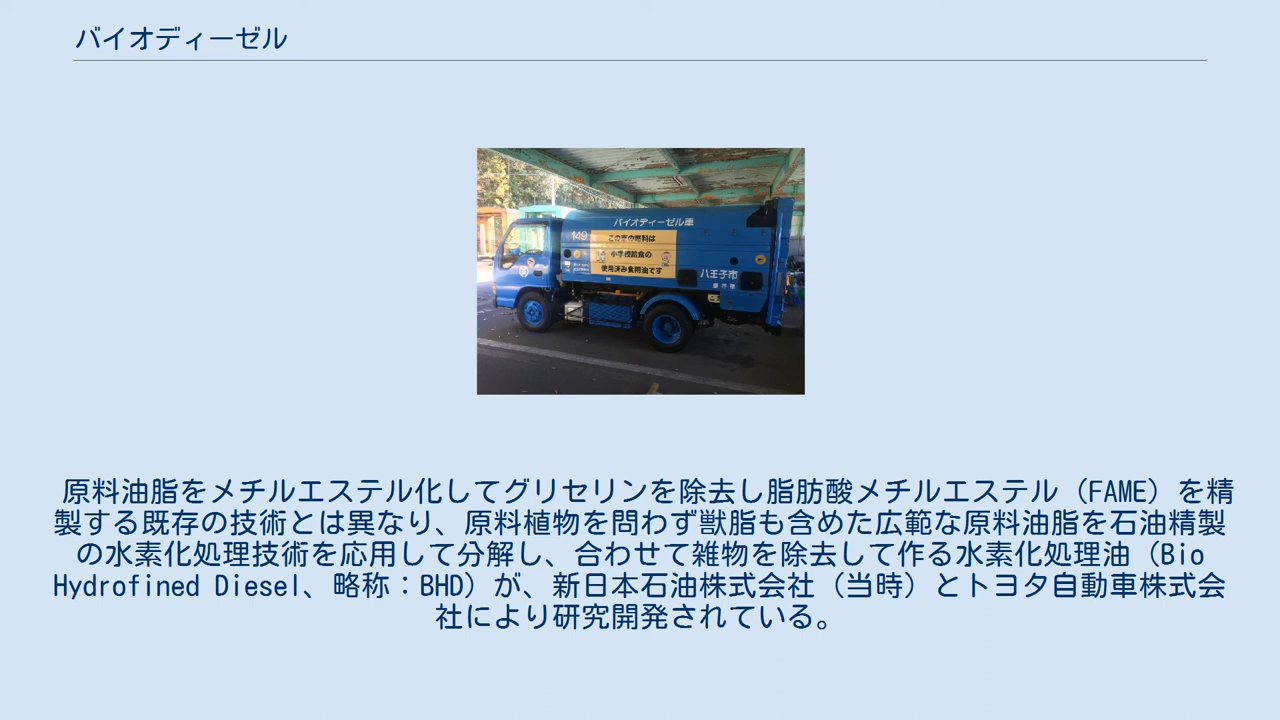 バイオディーゼル
バイオディーゼル車
149
この車の燃料は
小学校給食の
使用済み食用油です
八王子市
原料油脂をメチルエステル化してグリセリンを除去し脂肪酸メチルエステル（FAME）を精
製する既存の技術とは異なり、原料植物を問わず獣脂も含めた広範な原料油脂を石油精製
の水素化処理技術を応用して分解し、合わせて雑物を除去して作る水素化処理油（Bio
Hydrofined Diesel、略称：BHD）が、新日本石油株式会社（当時）とトヨタ自動車株式会
社により研究開発されている。